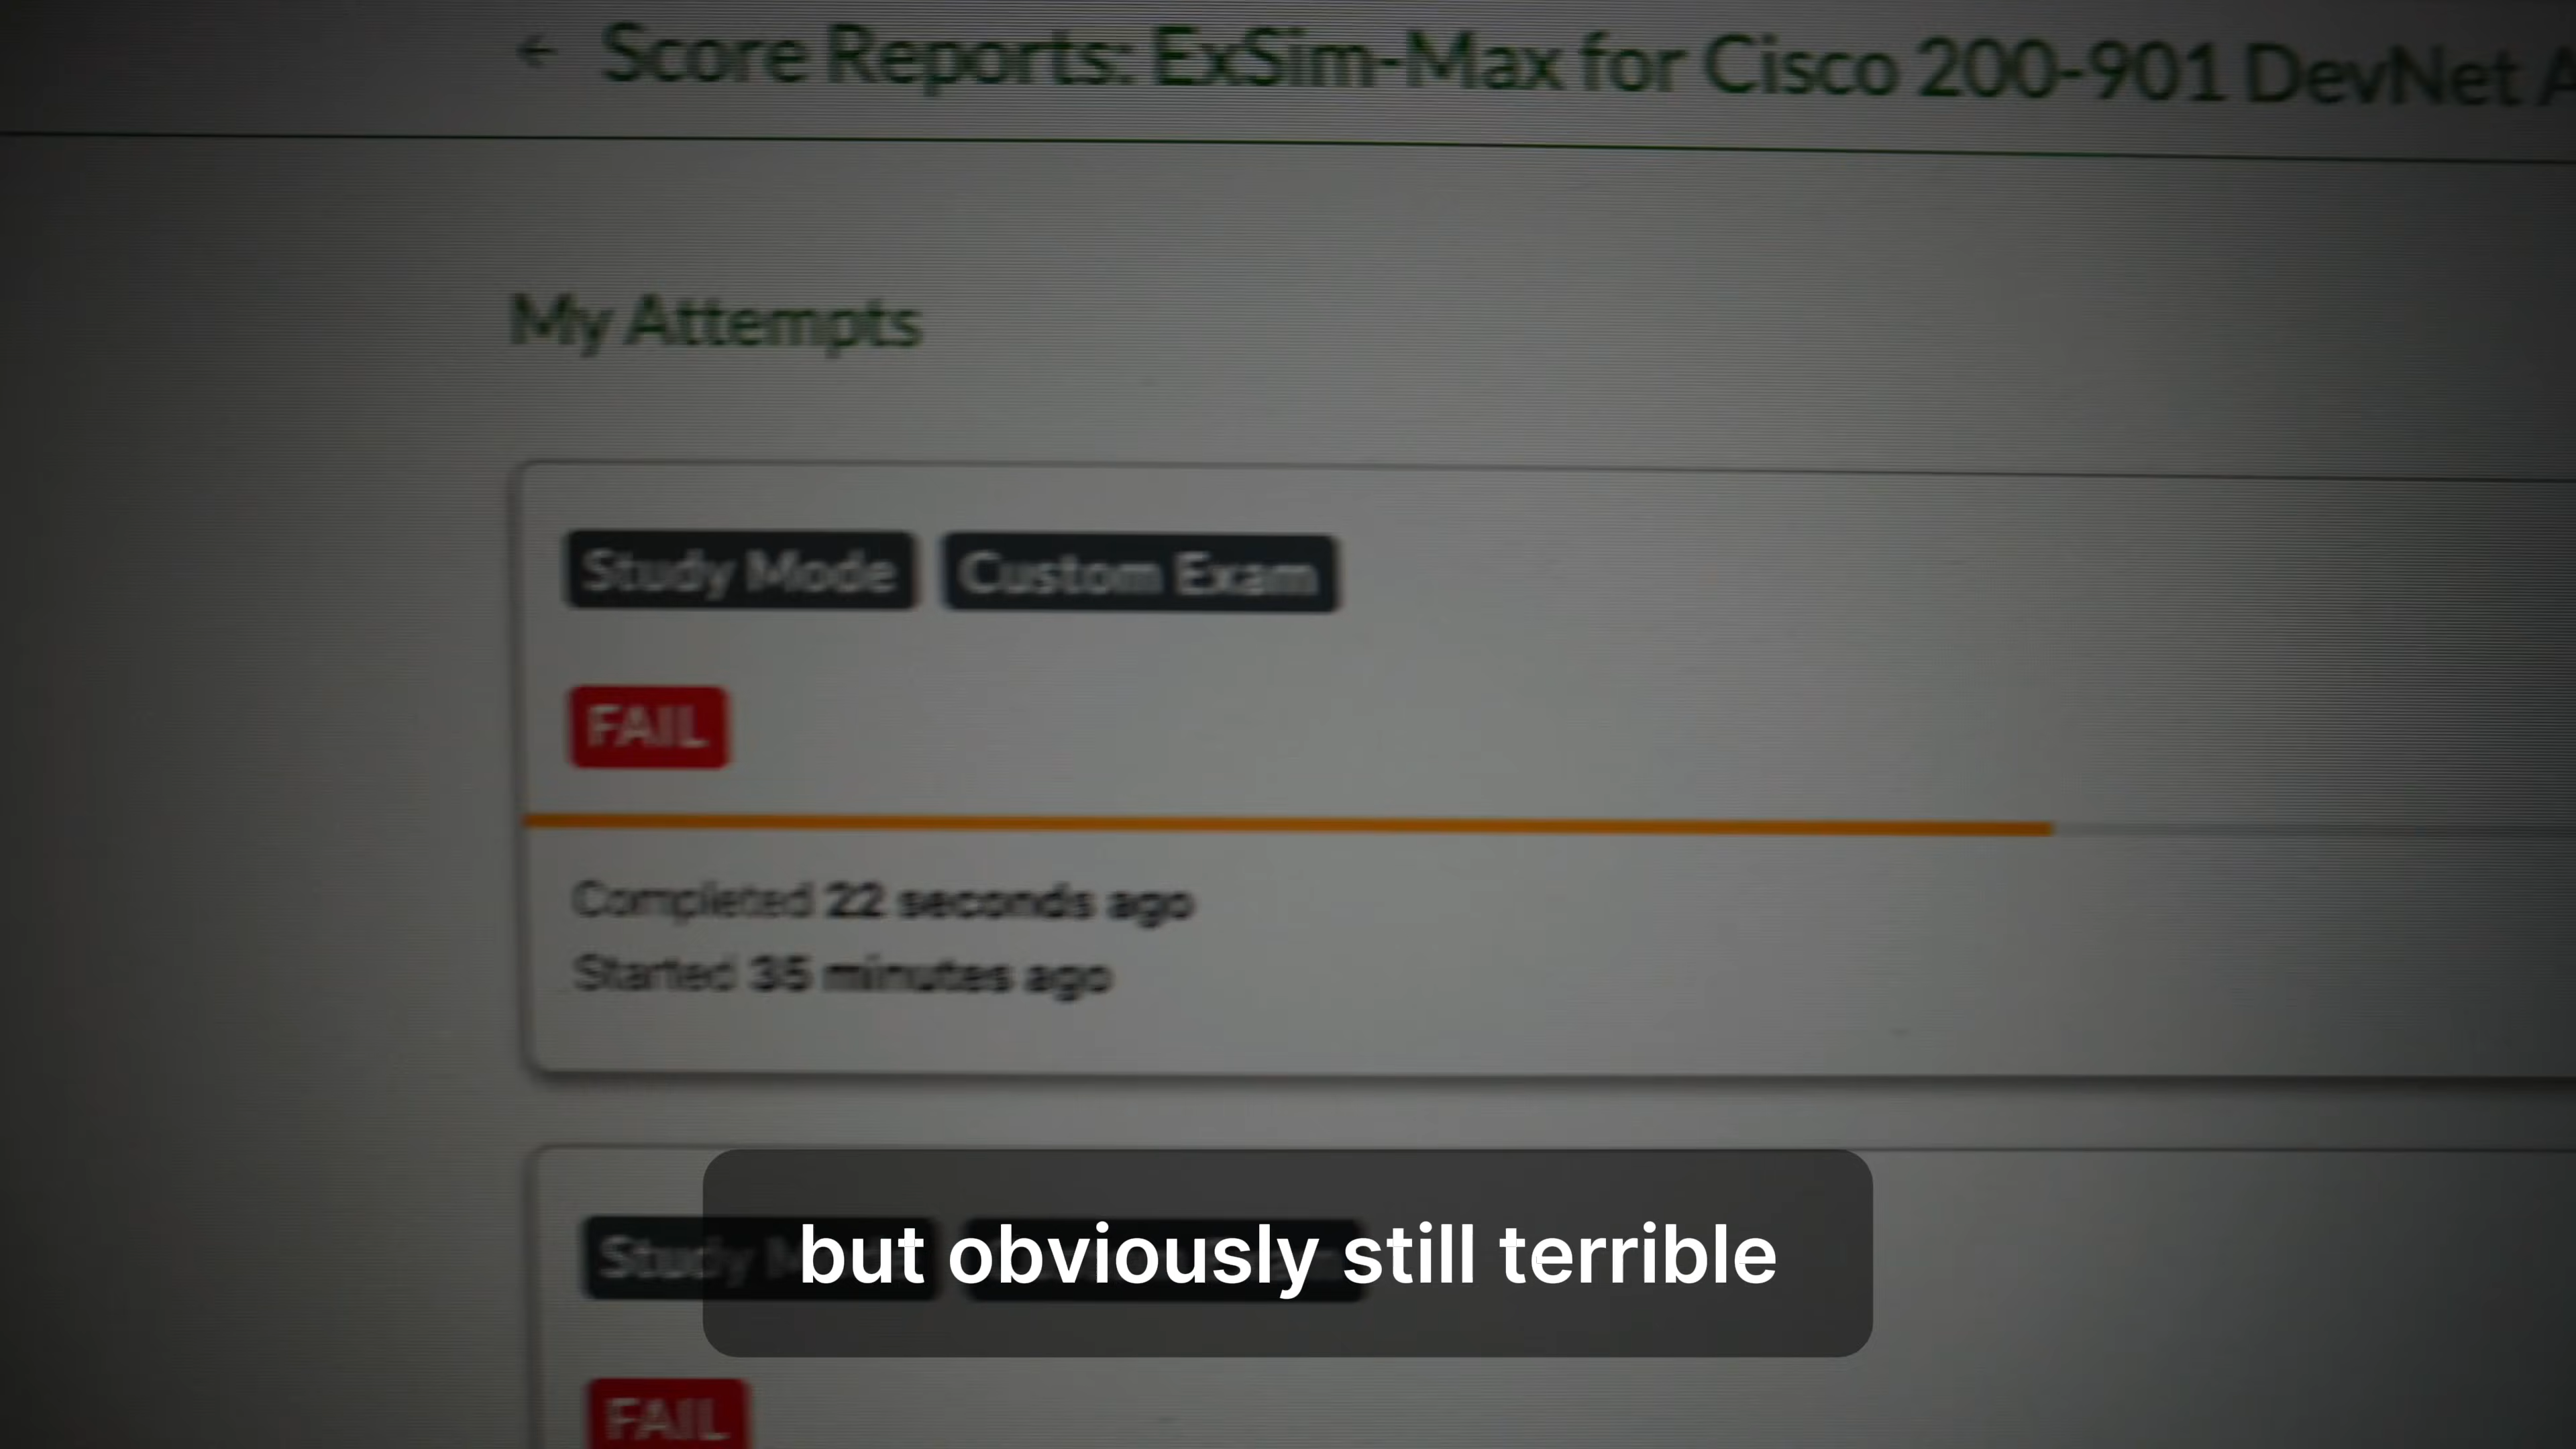 ← Score Reports: ExSim-Max for Cisco 200-901 DevNet A
My Attempts
Study Mode Custom Exam
FAIL
Completed 22 seconds ago
Started 35 minutes ago
Study
but obviously still terrible
FAIL